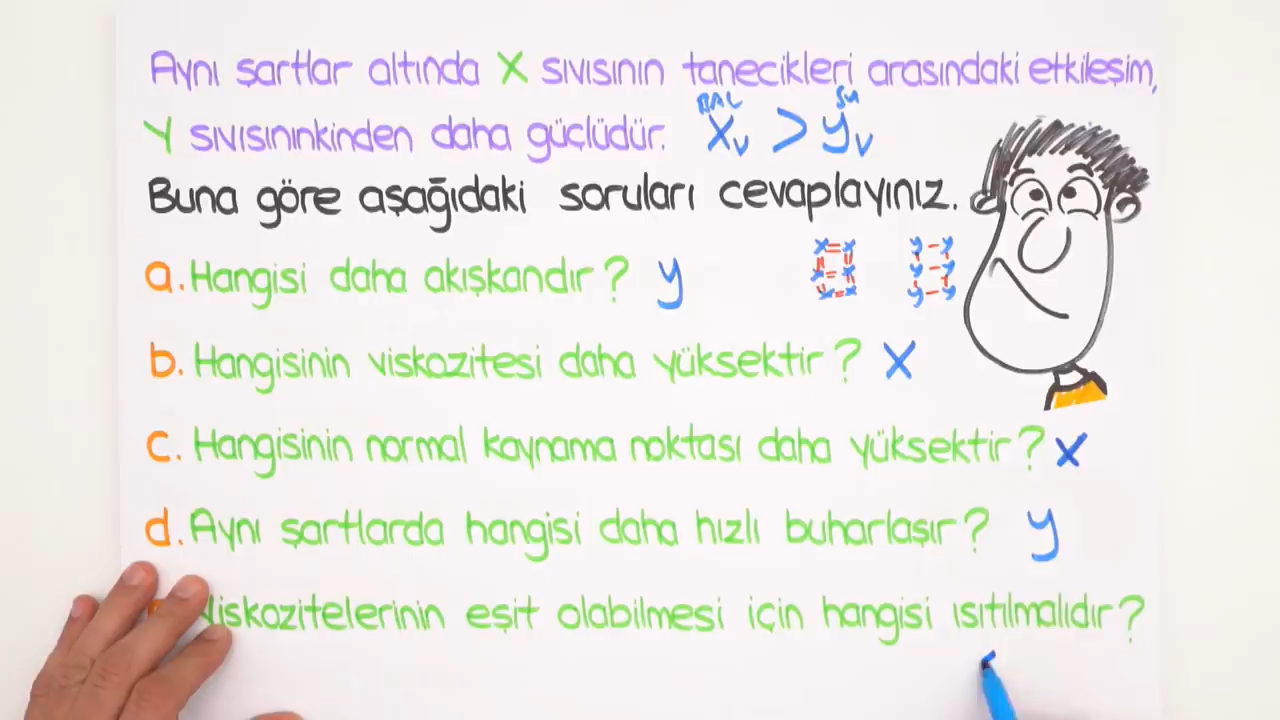 Aynı şartlar altında X sıvısının tanecikleri arasındaki etkileşim,
BAL SU
Y sıvısınınkinden daha güçlüdür. Xv > yv
Buna göre aşağıdaki soruları cevaplayınız.
x=x y-y
a. Hangisi daha akışkandır? y x=x y-y
x=x y-y
b. Hangisinin viskozitesi daha yüksektir? X
c. Hangisinin normal kaynama noktası daha yüksektir? x
d. Aynı şartlarda hangisi daha hızlı buharlaşır? y
Viskozitelerinin eşit olabilmesi için hangisi ısıtılmalıdır?